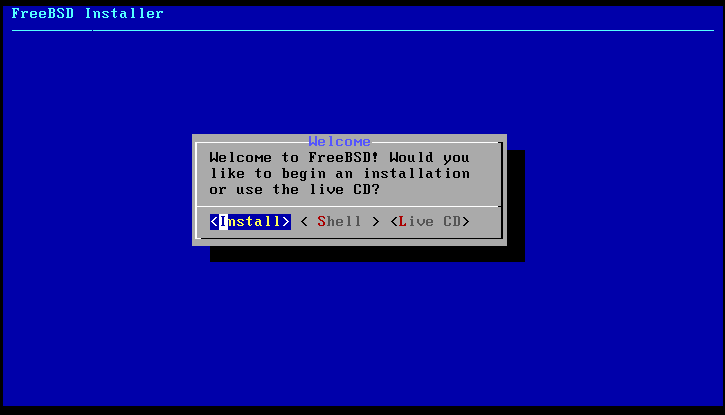 FreeBSD Installer
Welcome
Welcome to FreeBSD! Would you
like to begin an installation
or use the live CD?
<Install> < Shell > <Live CD>